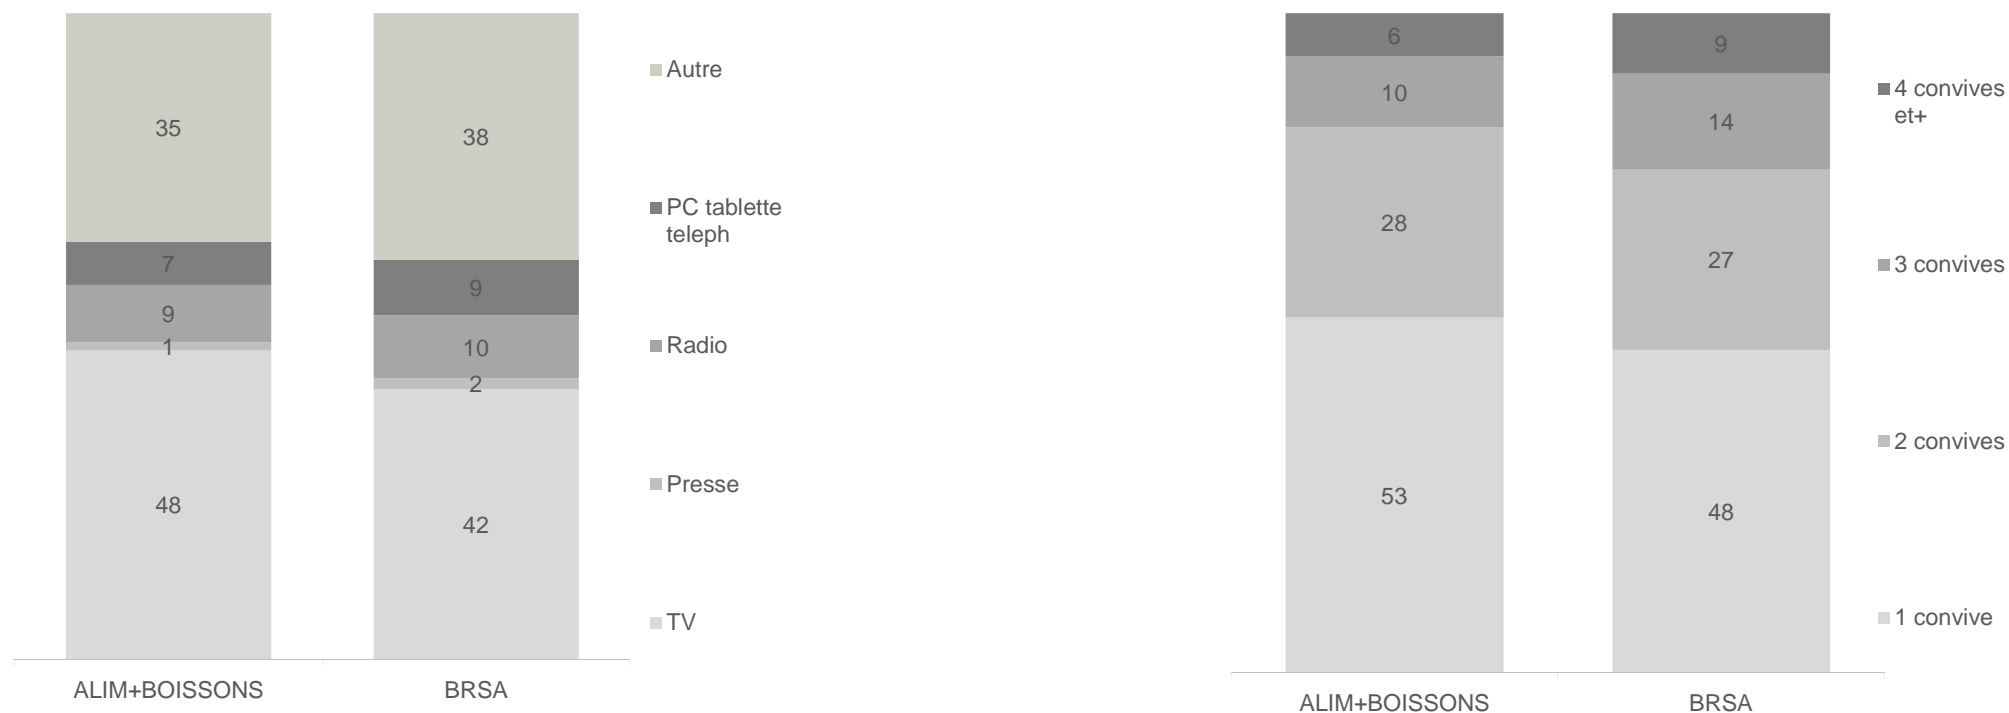 35
7
9
1
48
ALIM+BOISSONS
38
9
10
2
42
BRSA
Autre
PC tablette
teleph
Radio
Presse
TV
6
10
28
53
ALIM+BOISSONS
9
14
27
48
BRSA
4 convives
et+
3 convives
2 convives
1 convive